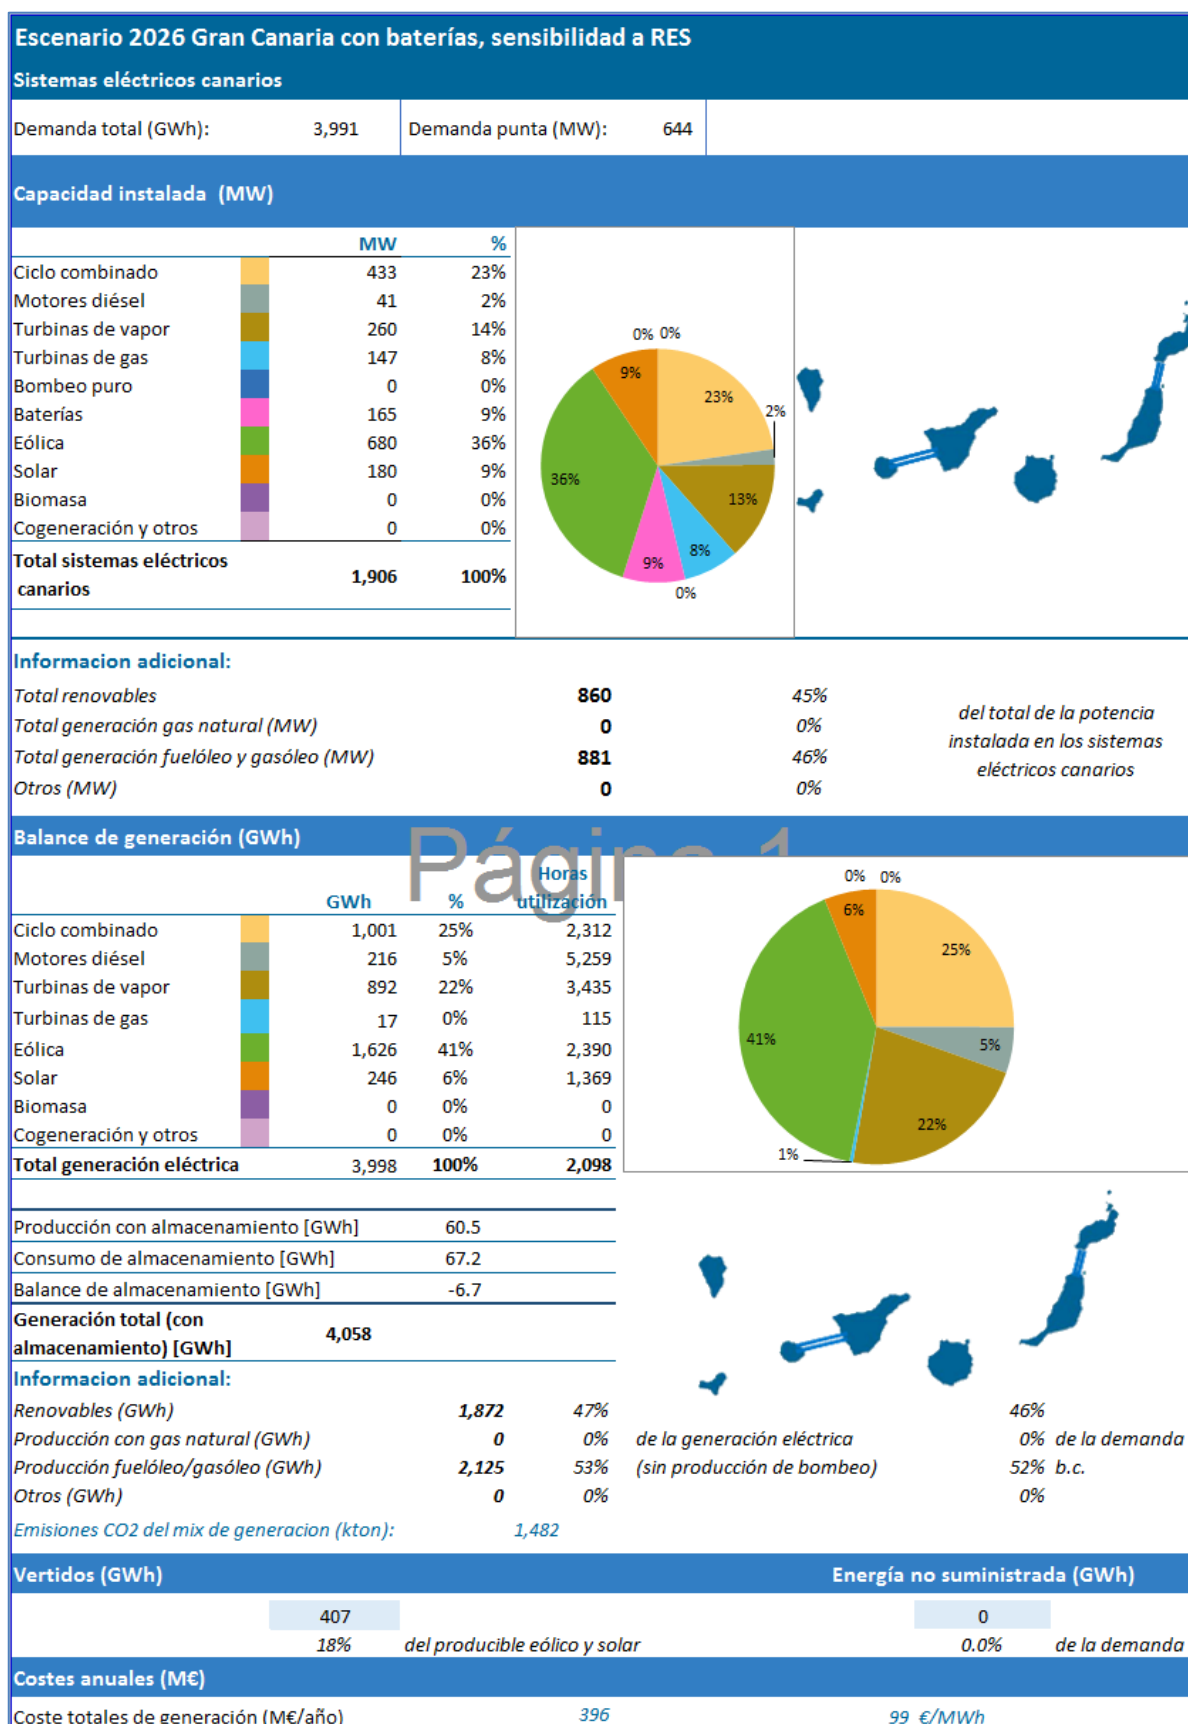 Escenario 2026 Gran Canaria con baterías, sensibilidad a RES
Sistemas eléctricos canarios
Demanda total (GWh): 3,991 Demanda punta (MW): 644
Capacidad instalada (MW)
MW %
Ciclo combinado 433 23%
Motores diésel 41 2%
Turbinas de vapor 260 14%
Turbinas de gas 147 8%
Bombeo puro 0 0%
Baterías 165 9%
Eólica 680 36%
Solar 180 9%
Biomasa 0 0%
Cogeneración y otros 0 0%
Total sistemas eléctricos
canarios 1,906 100%
0% 0%
9%
23%
2%
36%
13%
8%
9%
0%
Informacion adicional:
Total renovables 860 45%
Total generación gas natural (MW) 0 0%
Total generación fuelóleo y gasóleo (MW) 881 46%
Otros (MW) 0 0%
del total de la potencia
instalada en los sistemas
eléctricos canarios
Balance de generación (GWh)
Página 1
Horas
GWh % utilización
Ciclo combinado 1,001 25% 2,312
Motores diésel 216 5% 5,259
Turbinas de vapor 892 22% 3,435
Turbinas de gas 17 0% 115
Eólica 1,626 41% 2,390
Solar 246 6% 1,369
Biomasa 0 0% 0
Cogeneración y otros 0 0% 0
Total generación eléctrica 3,998 100% 2,098
0% 0%
6%
25%
41%
5%
22%
1%
Producción con almacenamiento [GWh] 60.5
Consumo de almacenamiento [GWh] 67.2
Balance de almacenamiento [GWh] -6.7
Generación total (con
almacenamiento) [GWh] 4,058
Informacion adicional:
Renovables (GWh) 1,872 47% 46%
Producción con gas natural (GWh) 0 0% de la generación eléctrica 0% de la demanda
Producción fuelóleo/gasóleo (GWh) 2,125 53% (sin producción de bombeo) 52% b.c.
Otros (GWh) 0 0% 0%
Emisiones CO2 del mix de generacion (kton): 1,482
Vertidos (GWh) Energía no suministrada (GWh)
407 0
18% del producible eólico y solar 0.0% de la demanda
Costes anuales (M€)
Coste totales de generación (M€/año) 396 99 €/MWh